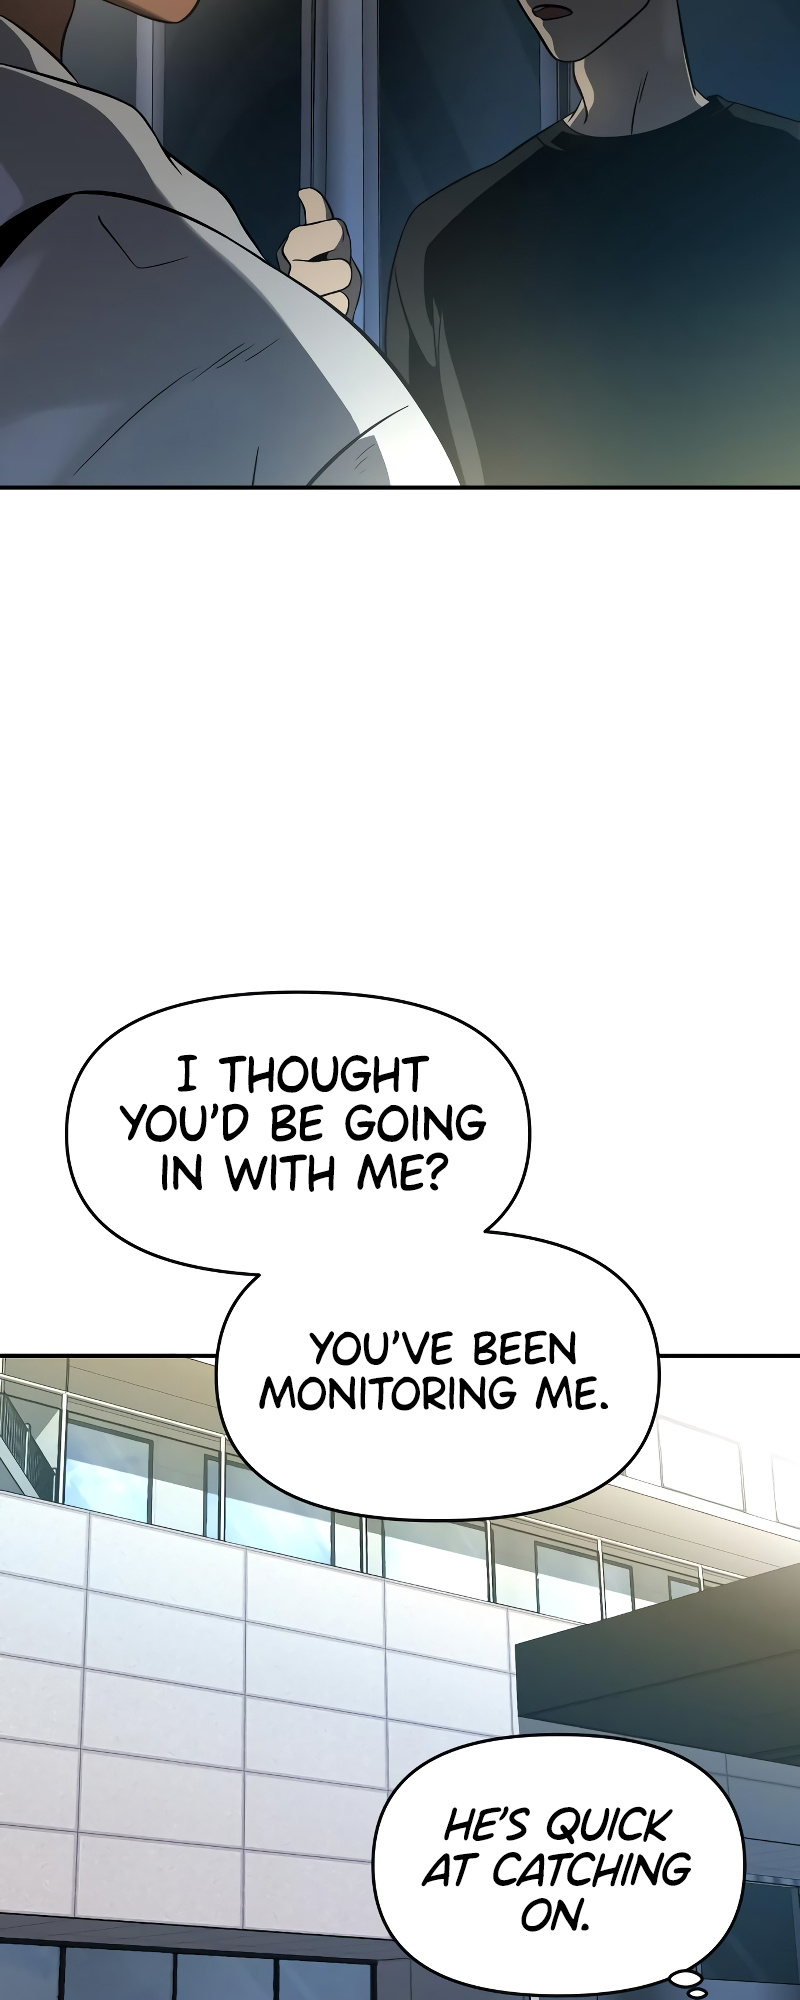 I THOUGHT
YOU'D BE GOING
IN WITH ME?
YOU'VE BEEN
MONITORING ME.
HE'S QUICK
AT CATCHING
ON.